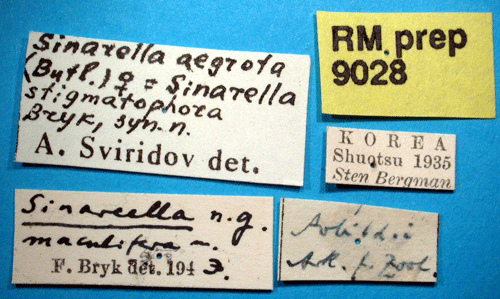 Sinarella aegrota
(Butl.) ♀ = Sinarella
stigmatophora
Bryk, syn. n.
A. Sviridov det.
RM prep
9028
KOREA
Shuotsu 1935
Sten Bergman
Sinarella n.g.
F. Bryk det. 1943.
Ark. f. Zool.